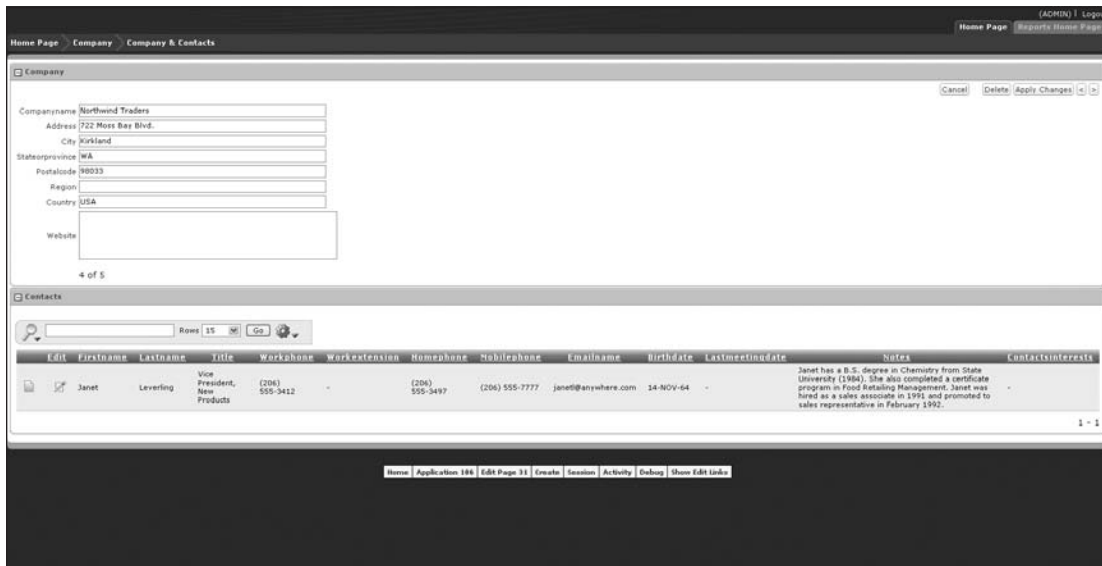 (ADMIN) | Logou
Home Page Reports Home Page
Home Page Company Company & Contacts
Company
Cancel Delete Apply Changes < >
Companyname Northwind Traders
Address 722 Moss Bay Blvd.
City Kirkland
Stateorprovince WA
Postalcode 98033
Region
Country USA
Website
4 of 5
Contacts
Rows 15 Go
Edit Firstname Lastname Title Workphone Workextension Homephone Mobilephone Emailname Birthdate Lastmeetingdate Notes Contactsinterests
Janet Leverling Vice President, New Products (206) 555-3412 - (206) 555-3497 (206) 555-7777 janetl@anywhere.com 14-NOV-64 - Janet has a B.S. degree in Chemistry from State University (1984). She also completed a certificate program in Food Retailing Management. Janet was hired as a sales associate in 1991 and promoted to sales representative in February 1992. -
1 - 1
Home Application 106 Edit Page 31 Create Session Activity Debug Show Edit Links